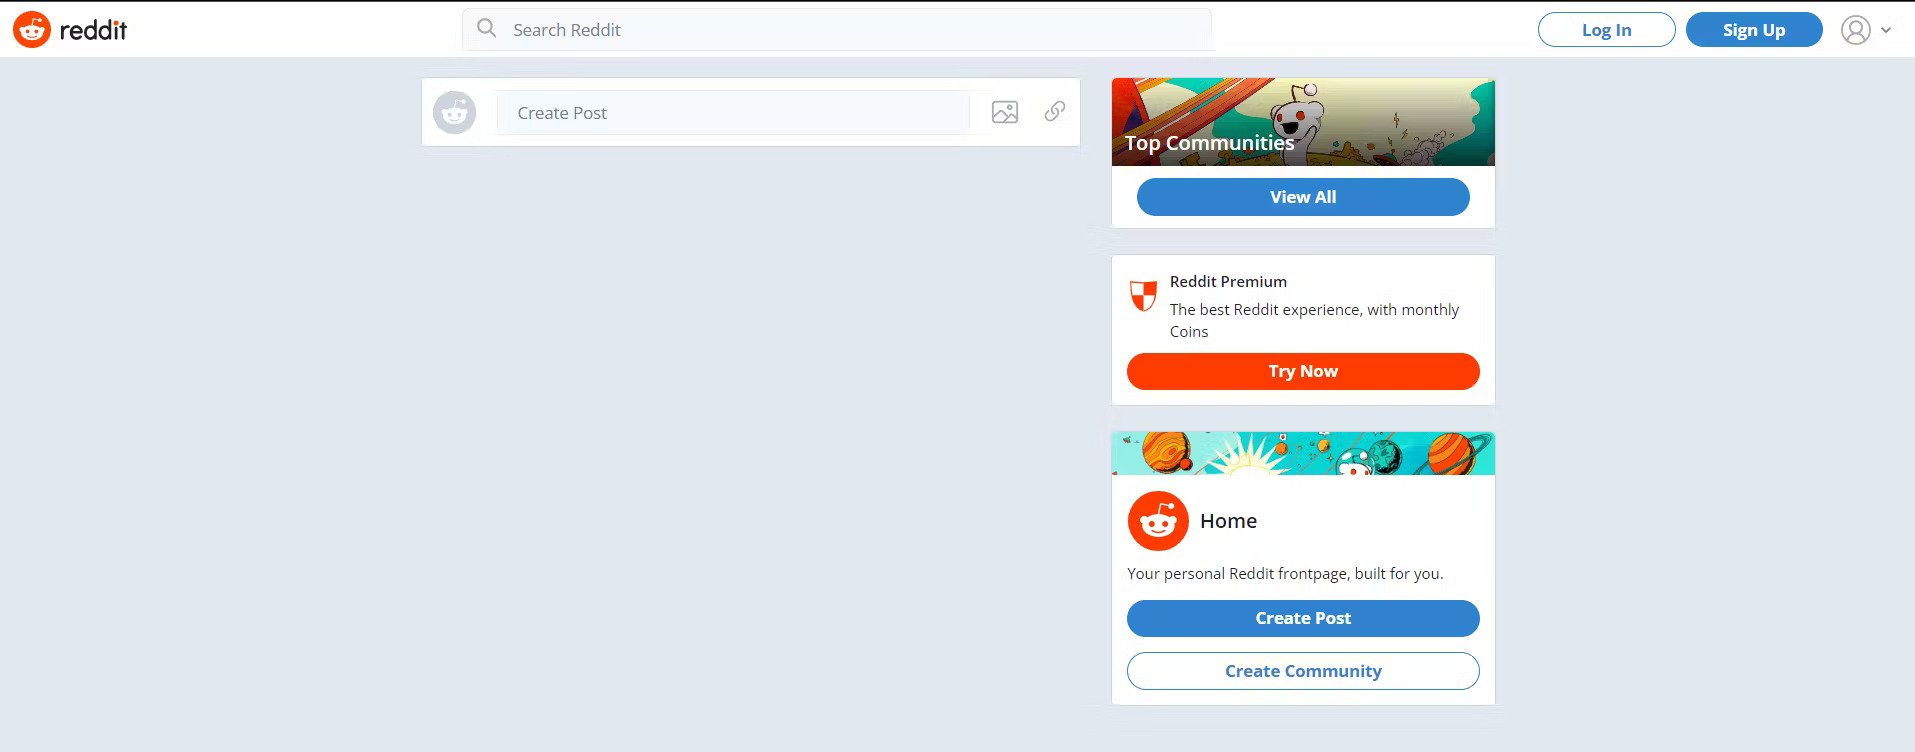 reddit
Search Reddit
Log In
Sign Up
Create Post
Top Communities
View All
Reddit Premium
The best Reddit experience, with monthly
Coins
Try Now
Home
Your personal Reddit frontpage, built for you.
Create Post
Create Community